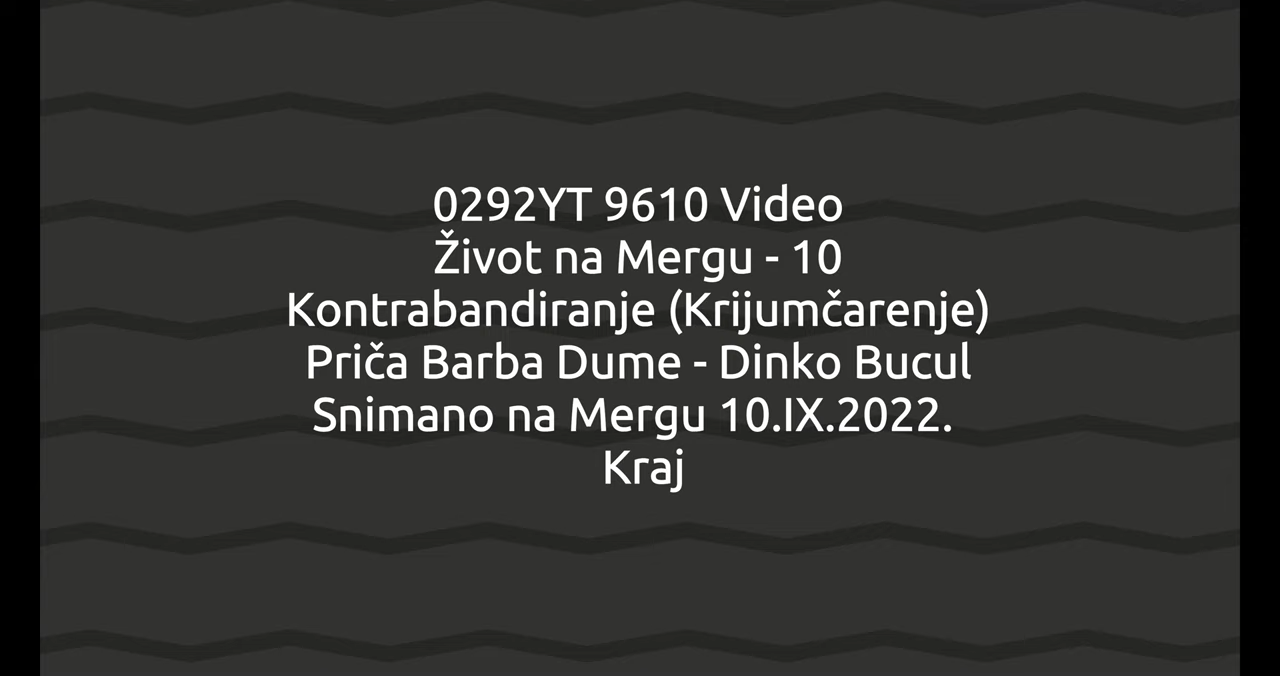 0292YT 9610 Video
Život na Mergu - 10
Kontrabandiranje (Krijumčarenje)
Priča Barba Dume - Dinko Bucul
Snimano na Mergu 10.IX.2022.
Kraj